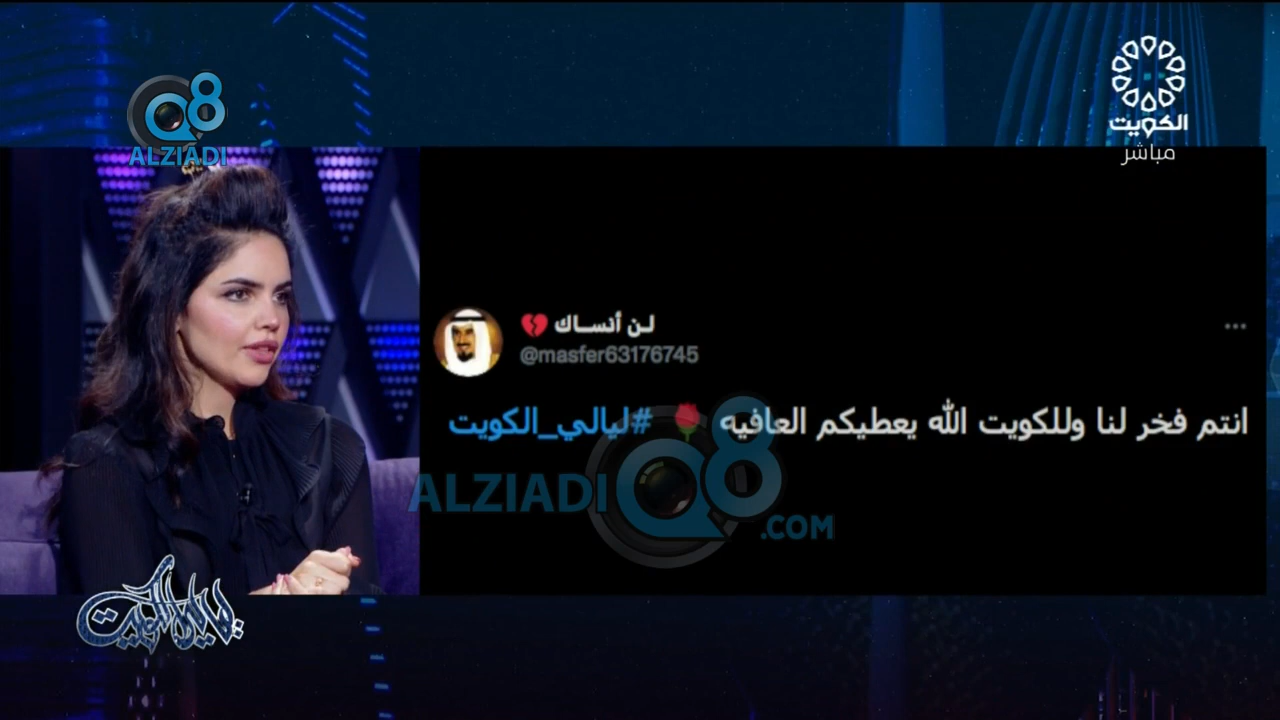 Q8
ALZIADI
الكويت
مباشر
لـن أنسـاك 💔
@masfer63176745
انتم فخر لنا وللكويت الله يعطيكم العافيه 🌹 #ليالي_الكويت
ALZIADI Q8
.COM
ليالي الكويت